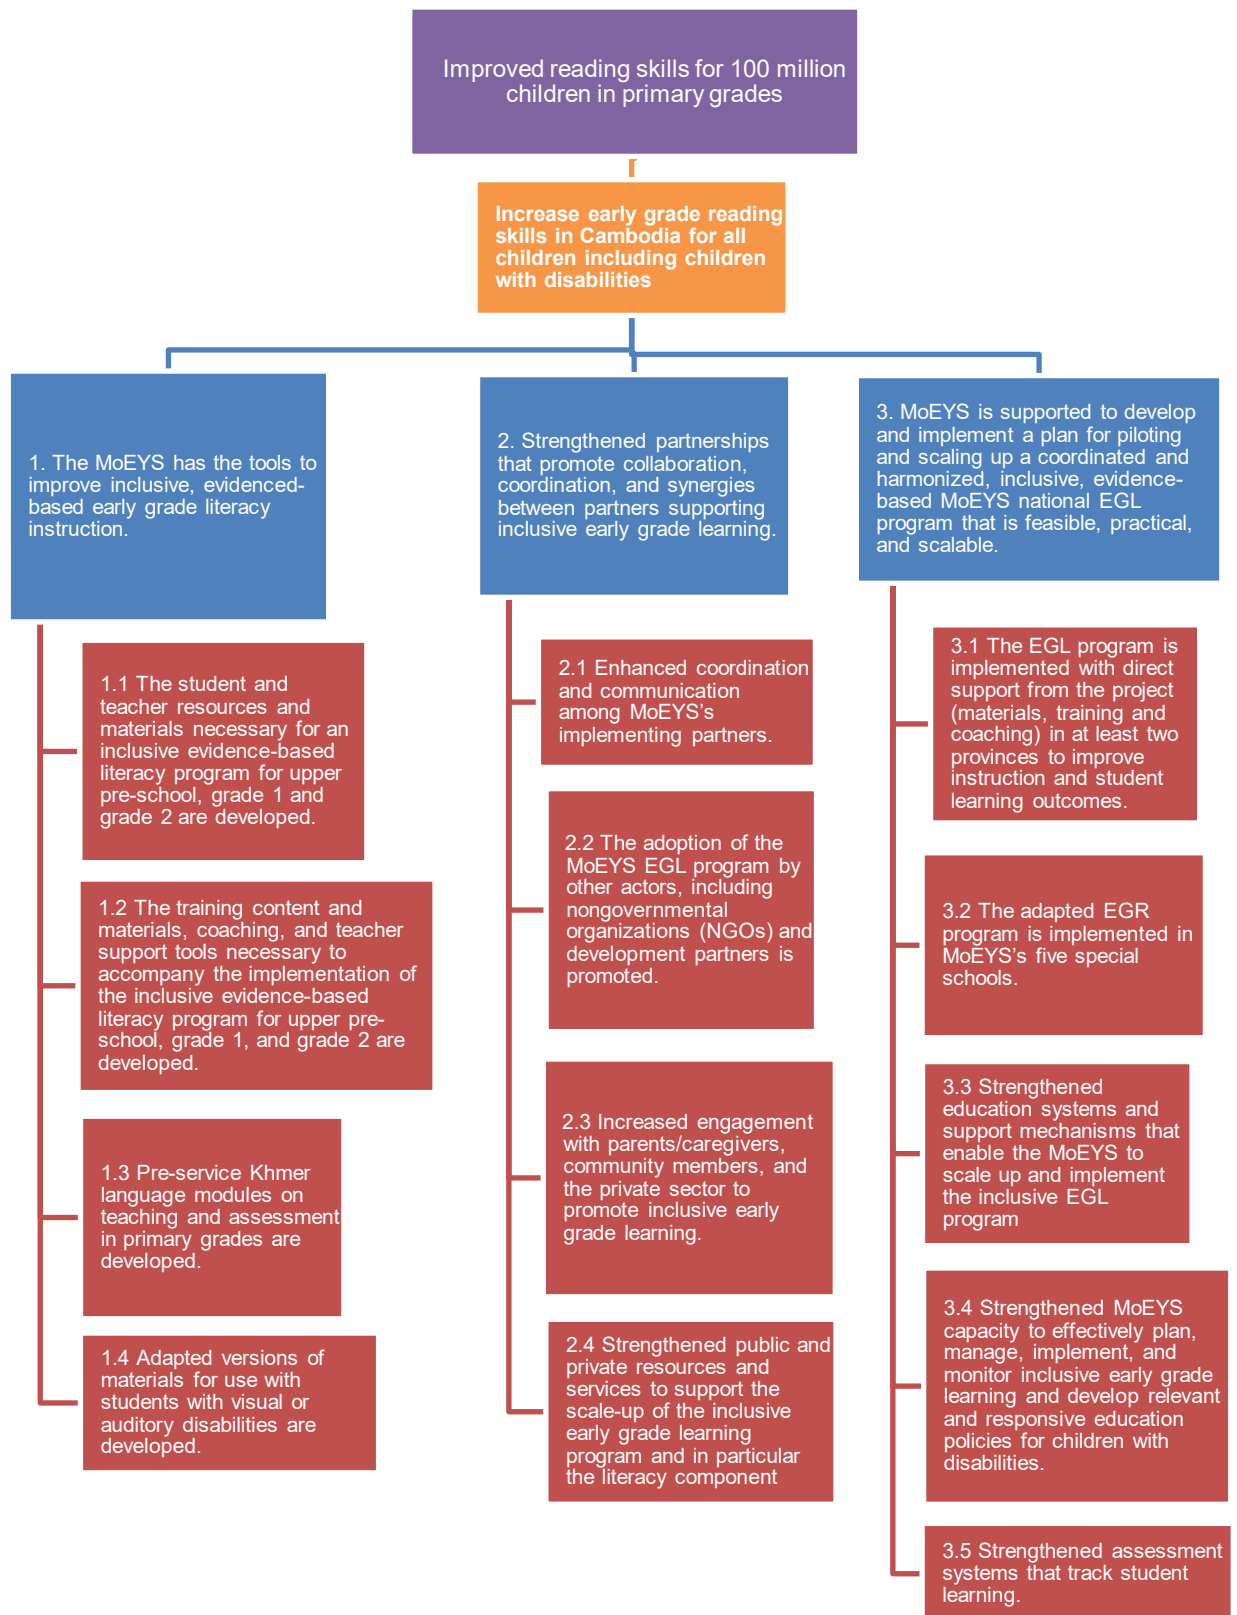 Improved reading skills for 100 million
children in primary grades
Increase early grade reading
skills in Cambodia for all
children including children
with disabilities
1. The MoEYS has the tools to
improve inclusive, evidenced-
based early grade literacy
instruction.
1.1 The student and
teacher resources and
materials necessary for an
inclusive evidence-based
literacy program for upper
pre-school, grade 1 and
grade 2 are developed.
1.2 The training content and
materials, coaching, and teacher
support tools necessary to
accompany the implementation of
the inclusive evidence-based
literacy program for upper pre-
school, grade 1, and grade 2 are
developed.
1.3 Pre-service Khmer
language modules on
teaching and assessment
in primary grades are
developed.
1.4 Adapted versions of
materials for use with
students with visual or
auditory disabilities are
developed.
2. Strengthened partnerships
that promote collaboration,
coordination, and synergies
between partners supporting
inclusive early grade learning.
2.1 Enhanced coordination
and communication
among MoEYS's
implementing partners.
2.2 The adoption of the
MoEYS EGL program by
other actors, including
nongovernmental
organizations (NGOs) and
development partners is
promoted.
2.3 Increased engagement
with parents/caregivers,
community members, and
the private sector to
promote inclusive early
grade learning.
2.4 Strengthened public and
private resources and
services to support the
scale-up of the inclusive
early grade learning
program and in particular
the literacy component
3. MoEYS is supported to develop
and implement a plan for piloting
and scaling up a coordinated and
harmonized, inclusive, evidence-
based MoEYS national EGL
program that is feasible, practical,
and scalable.
3.1 The EGL program is
implemented with direct
support from the project
(materials, training and
coaching) in at least two
provinces to improve
instruction and student
learning outcomes.
3.2 The adapted EGR
program is implemented in
MoEYS's five special
schools.
3.3 Strengthened
education systems and
support mechanisms that
enable the MoEYS to
scale up and implement
the inclusive EGL
program
3.4 Strengthened MoEYS
capacity to effectively plan,
manage, implement, and
monitor inclusive early grade
learning and develop relevant
and responsive education
policies for children with
disabilities.
3.5 Strengthened assessment
systems that track student
learning.